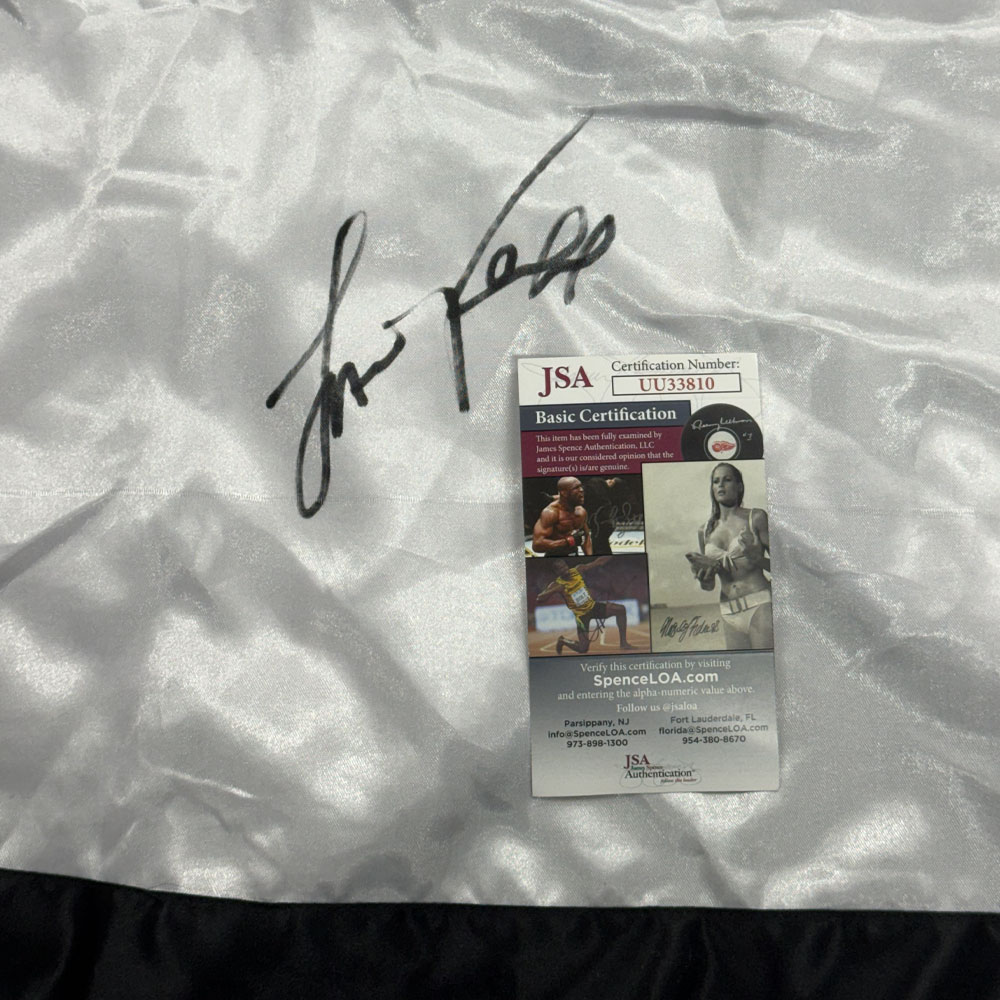 JSA
Certification Number:
UU33810
Basic Certification
This item has been fully examined by
James Spence Authentication, LLC
and it is our considered opinion that the
signature(s) is/are genuine.
Verify this certification by visiting
SpenceLOA.com
and entering the alpha-numeric value above.
Follow us @jsaloa
Parsippany, NJ
info@SpenceLOA.com
973-898-1300
Fort Lauderdale, FL
florida@SpenceLOA.com
954-380-8670
JSA
James Spence
Authentication